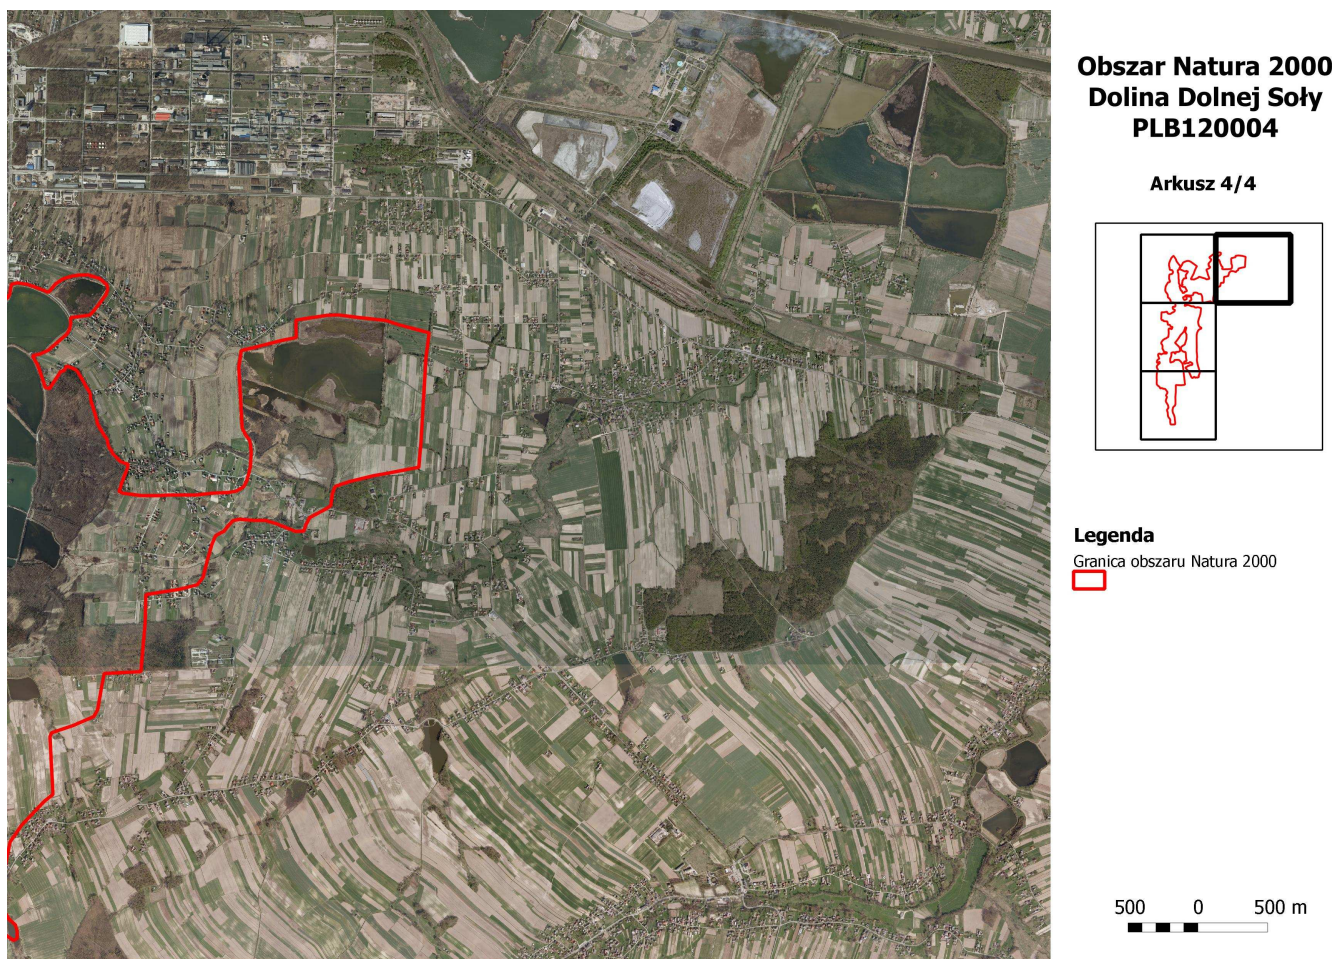 Obszar Natura 2000
Dolina Dolnej Soły
PLB120004
Arkusz 4/4
Legenda
Granica obszaru Natura 2000
500 0 500 m